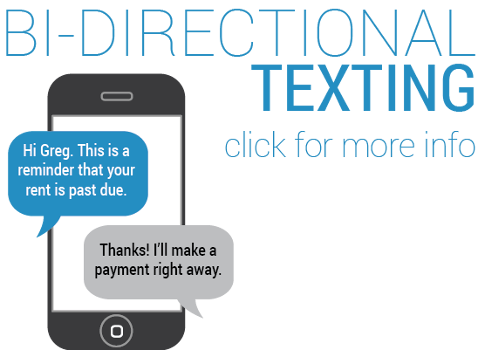 BI-DIRECTIONAL
TEXTING
click for more info
Hi Greg. This is a
reminder that your
rent is past due.
Thanks! I'll make a
payment right away.